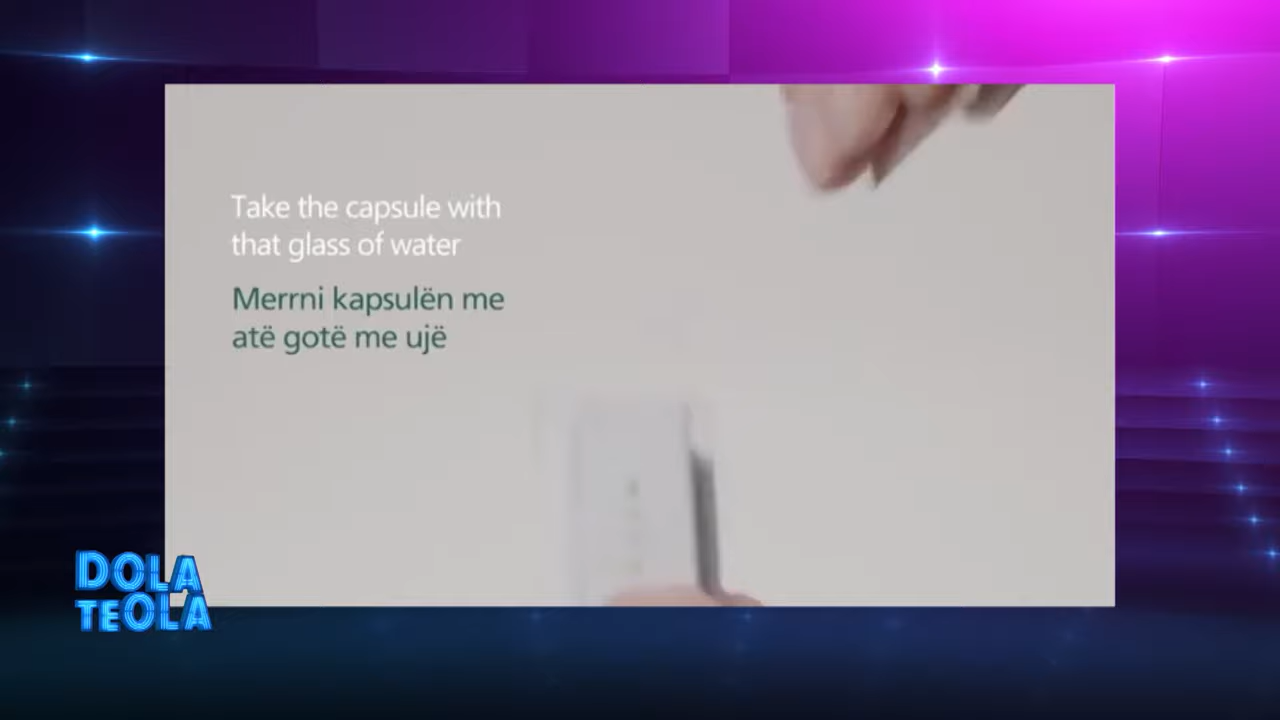 Take the capsule with
that glass of water
Merrni kapsulën me
atë gotë me ujë
DOLA
TEOLA